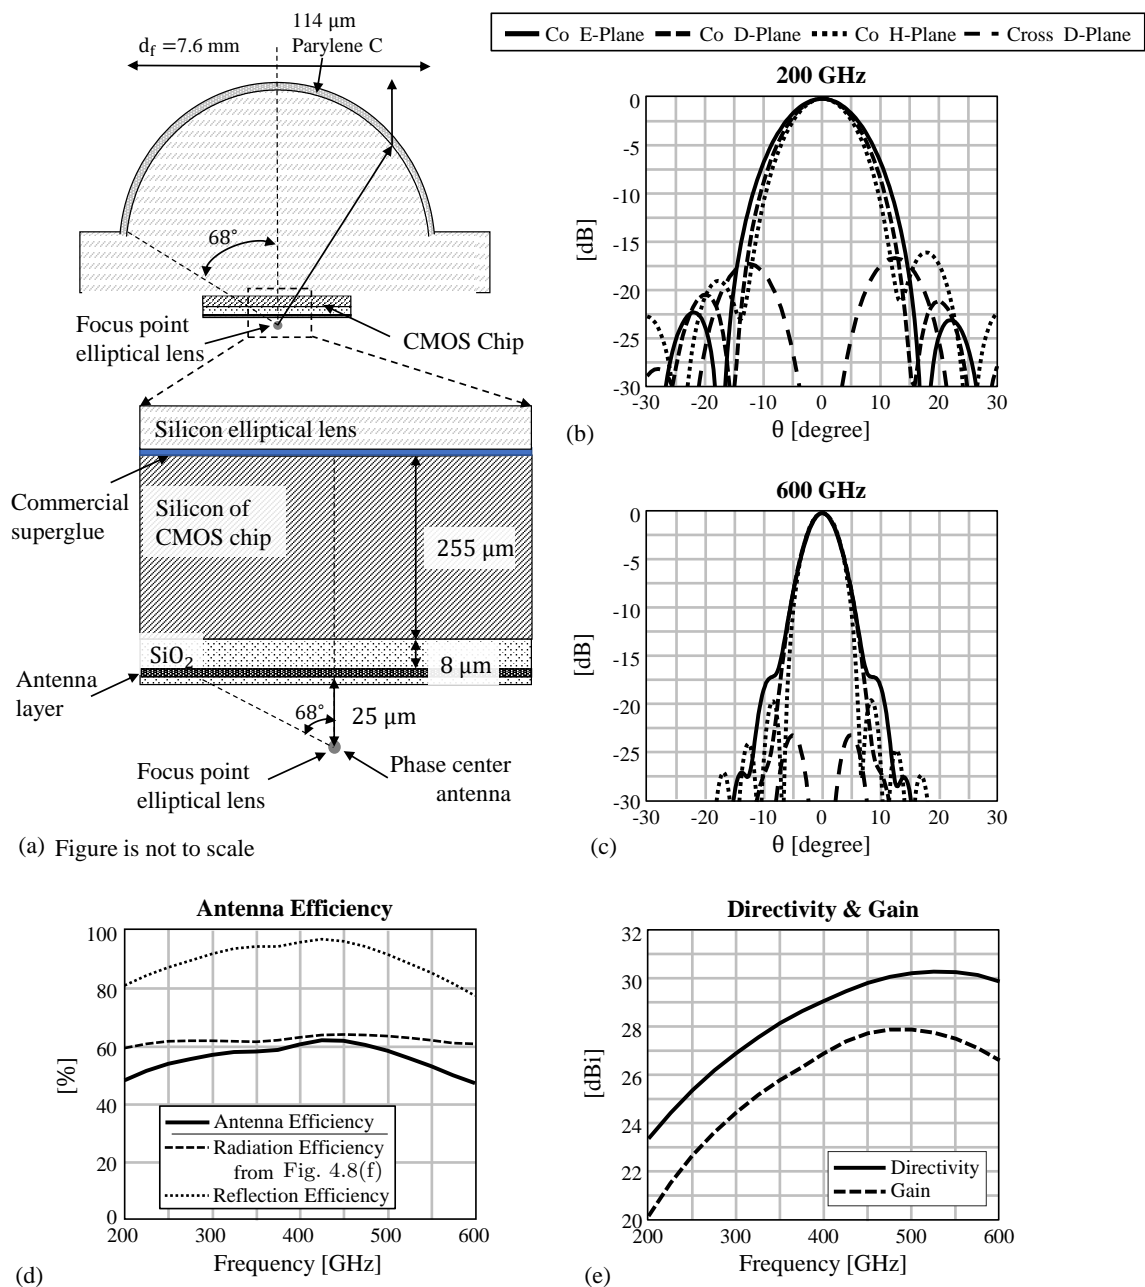 114 μm
Parylene C
d_f =7.6 mm
68°
Focus point
elliptical lens
CMOS Chip
Silicon elliptical lens
Commercial
superglue
Silicon of
CMOS chip
255 μm
SiO₂
8 μm
Antenna
layer
68°
25 μm
Focus point
elliptical lens
Phase center
antenna
(a) Figure is not to scale
Co E-Plane
Co D-Plane
Co H-Plane
Cross D-Plane
200 GHz
0
-5
-10
-15
-20
-25
-30
[dB]
-30 -20 -10 0 10 20 30
θ [degree]
(b)
600 GHz
0
-5
-10
-15
-20
-25
-30
[dB]
-30 -20 -10 0 10 20 30
θ [degree]
(c)
Antenna Efficiency
100
80
60
40
20
0
[%]
Antenna Efficiency
Radiation Efficiency
from Fig. 4.8(f)
Reflection Efficiency
200 300 400 500 600
Frequency [GHz]
(d)
Directivity & Gain
32
30
28
26
24
22
20
[dBi]
Directivity
Gain
200 300 400 500 600
Frequency [GHz]
(e)